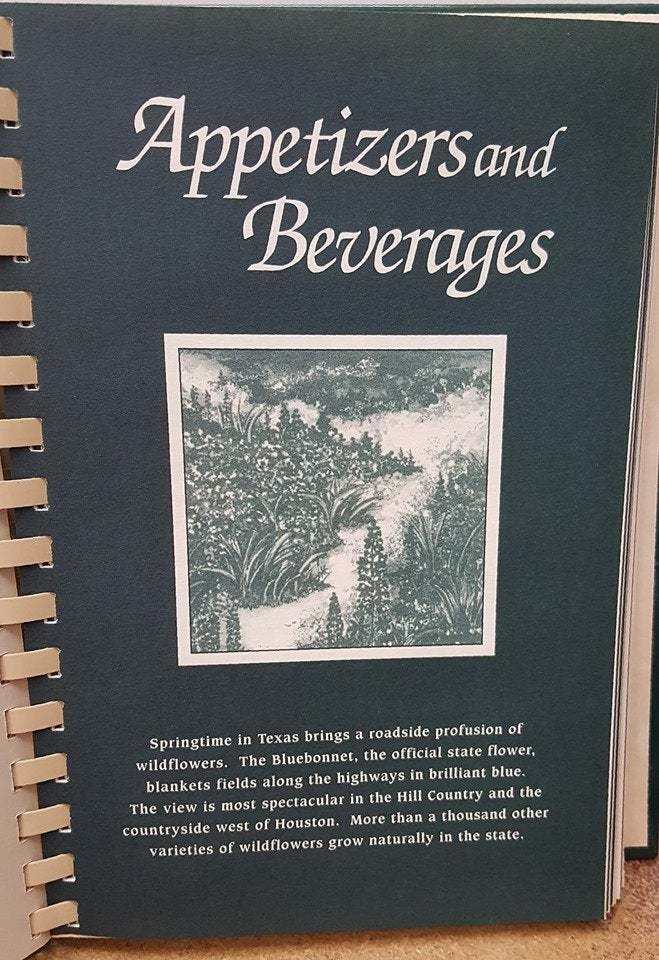 Appetizers and
Beverages
Springtime in Texas brings a roadside profusion of
wildflowers. The Bluebonnet, the official state flower,
blankets fields along the highways in brilliant blue.
The view is most spectacular in the Hill Country and the
countryside west of Houston. More than a thousand other
varieties of wildflowers grow naturally in the state.